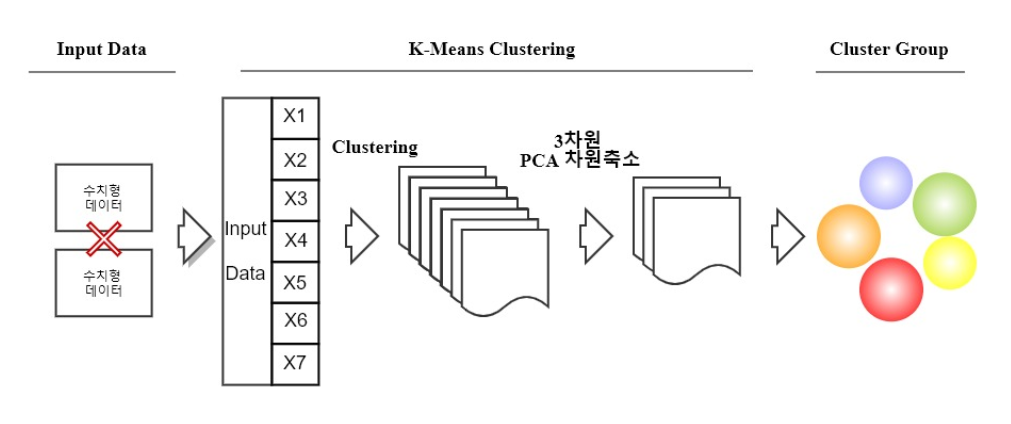 Input Data
K-Means Clustering
Cluster Group
수치형
데이터
수치형
데이터
Input
Data
X1
X2
X3
X4
X5
X6
X7
Clustering
3차원
PCA 차원축소